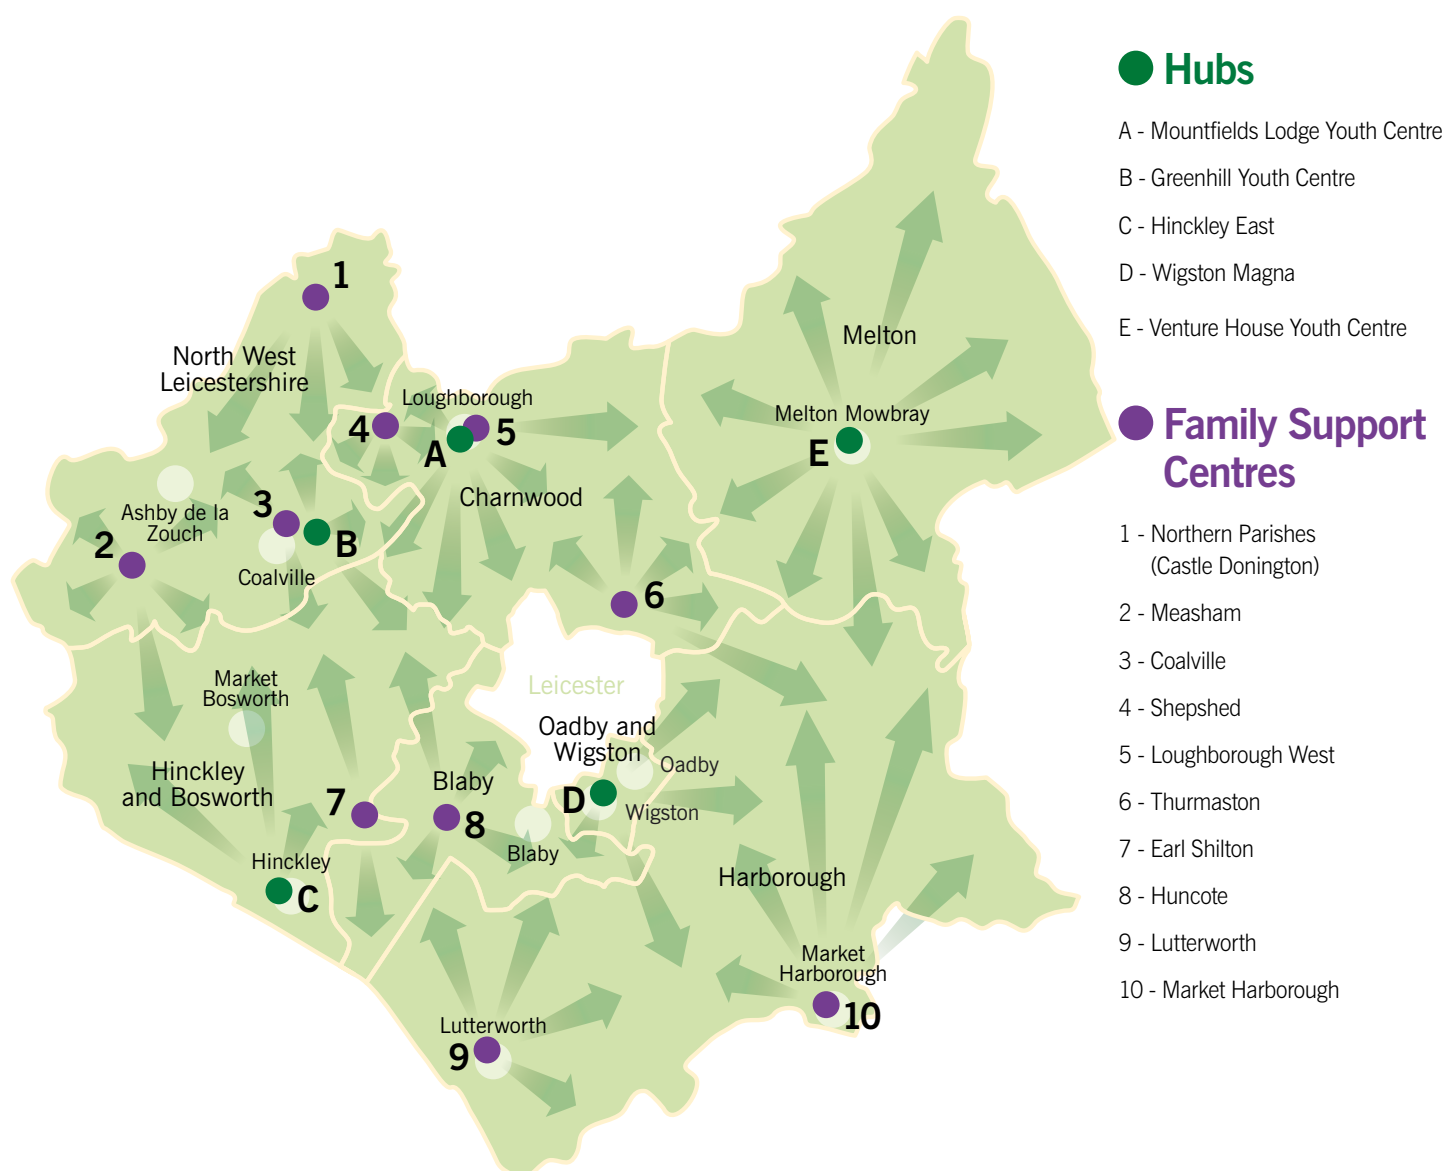 1
North West
Leicestershire
Loughborough
4
5
A
Charnwood
Melton
Melton Mowbray
E
3
Ashby de la
Zouch
2
B
Coalville
6
Leicester
Market
Bosworth
Oadby and
Wigston
Oadby
Hinckley
and Bosworth
Blaby
7
8
D
Wigston
Blaby
Hinckley
C
Harborough
Market
Harborough
10
Lutterworth
9
Hubs
A - Mountfields Lodge Youth Centre
B - Greenhill Youth Centre
C - Hinckley East
D - Wigston Magna
E - Venture House Youth Centre
Family Support
Centres
1 - Northern Parishes
(Castle Donington)
2 - Measham
3 - Coalville
4 - Shepshed
5 - Loughborough West
6 - Thurmaston
7 - Earl Shilton
8 - Huncote
9 - Lutterworth
10 - Market Harborough